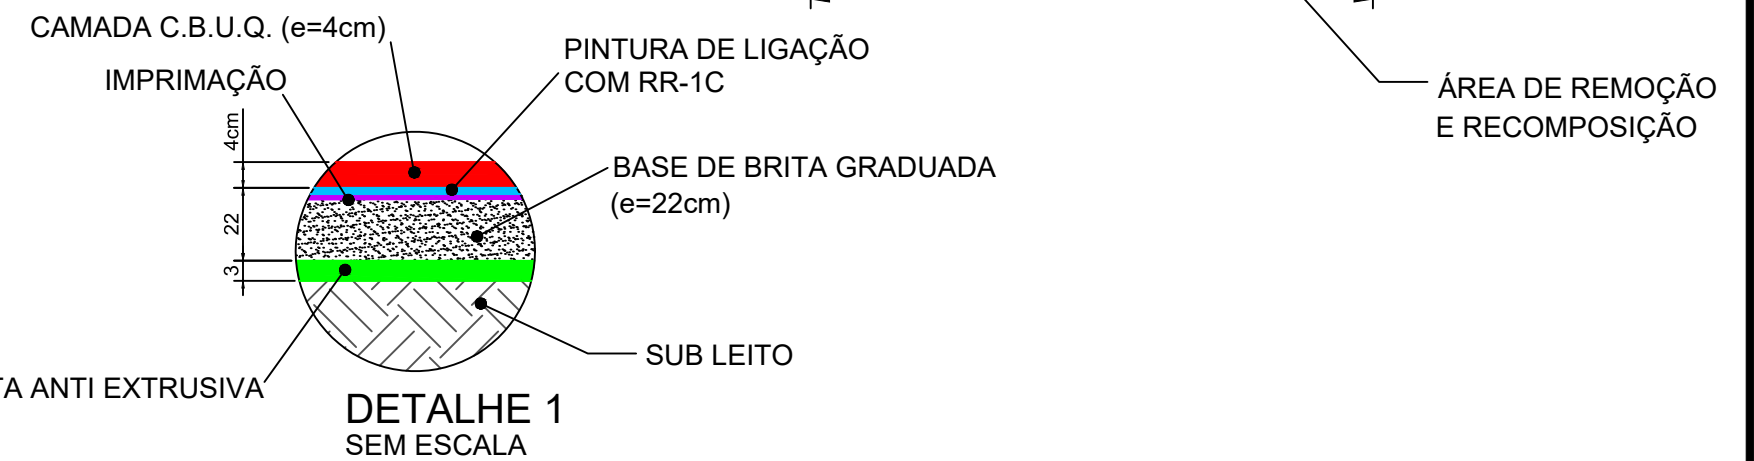 CAMADA C.B.U.Q. (e=4cm)
IMPRIMAÇÃO
PINTURA DE LIGAÇÃO
COM RR-1C
ÁREA DE REMOÇÃO
E RECOMPOSIÇÃO
4cm
22
3
BASE DE BRITA GRADUADA
(e=22cm)
SUB LEITO
ANTI EXTRUSIVA
DETALHE 1
SEM ESCALA